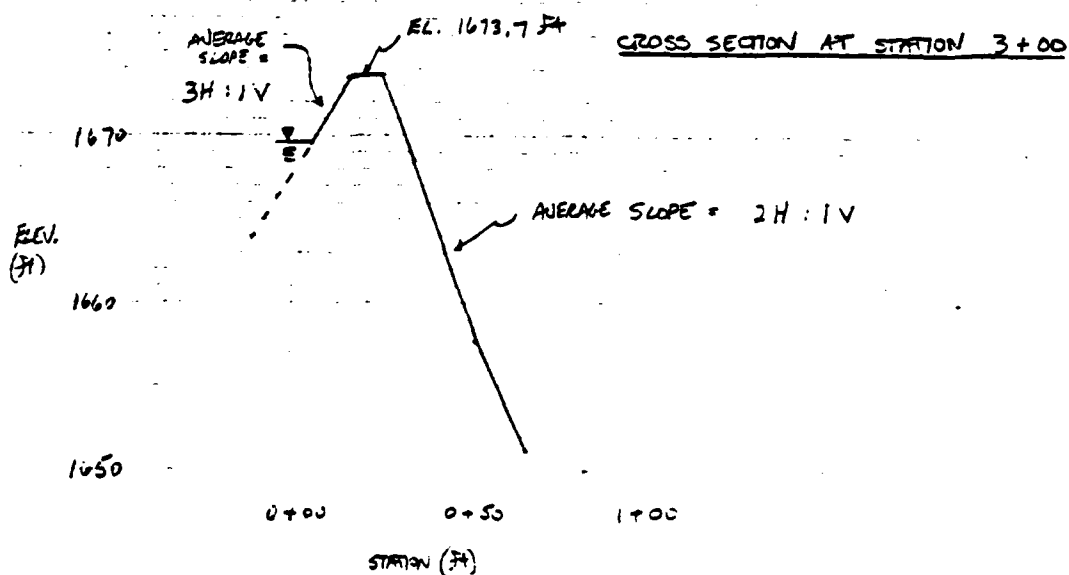 AVERAGE
SLOPE =
3H : 1V
EL. 1673.7 Ft
CROSS SECTION AT STATION 3+00
1670
AVERAGE SLOPE = 2H : 1V
ELEV.
(Ft)
1660
1650
0+00 0+50 1+00
STATION (Ft)